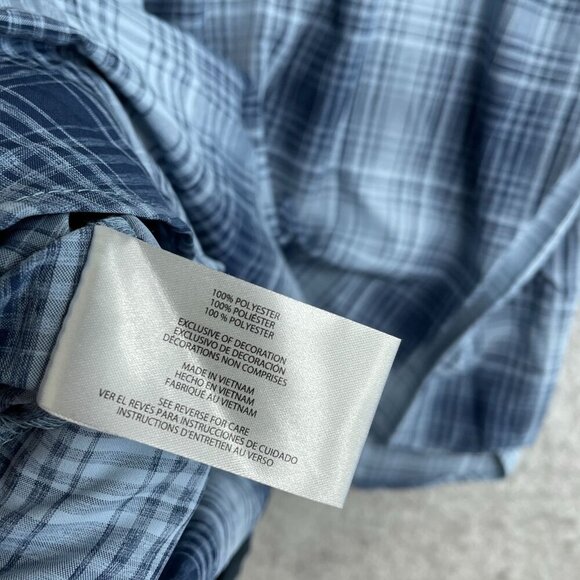 100% POLYESTER
100% POLIÉSTER
100 % POLYESTER
EXCLUSIVE OF DECORATION
EXCLUSIVO DE DECORACIÓN
DÉCORATIONS NON COMPRISES
MADE IN VIETNAM
HECHO EN VIETNAM
FABRIQUÉ AU VIETNAM
SEE REVERSE FOR CARE
VER EL REVÉS PARA INSTRUCCIONES DE CUIDADO
INSTRUCTIONS D'ENTRETIEN AU VERSO